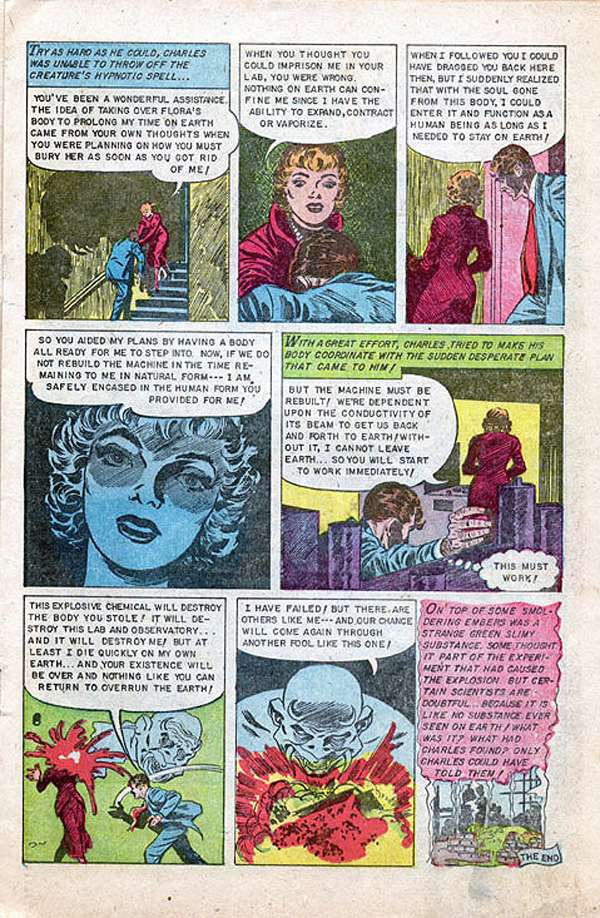 TRY AS HARD AS HE COULD, CHARLES
WAS UNABLE TO THROW OFF THE
CREATURE'S HYPNOTIC SPELL...
YOU'VE BEEN A WONDERFUL ASSISTANCE.
THE IDEA OF TAKING OVER FLORA'S
BODY TO PROLONG MY TIME ON EARTH
CAME FROM YOUR OWN THOUGHTS WHEN
YOU WERE PLANNING ON HOW YOU MUST
BURY HER AS SOON AS YOU GOT RID
OF ME!
WHEN YOU THOUGHT YOU
COULD IMPRISON ME IN YOUR
LAB, YOU WERE WRONG.
NOTHING ON EARTH CAN CON-
FINE ME SINCE I HAVE THE
ABILITY TO EXPAND, CONTRACT
OR VAPORIZE.
WHEN I FOLLOWED YOU I COULD
HAVE DRAGGED YOU BACK HERE
THEN, BUT I SUDDENLY REALIZED
THAT WITH THE SOUL GONE
FROM THIS BODY, I COULD
ENTER IT AND FUNCTION AS A
HUMAN BEING AS LONG AS I
NEEDED TO STAY ON EARTH!
SO YOU AIDED MY PLANS BY HAVING A BODY
ALL READY FOR ME TO STEP INTO. NOW, IF WE DO
NOT REBUILD THE MACHINE IN THE TIME RE-
MAINING TO ME IN NATURAL FORM--- I AM
SAFELY ENCASED IN THE HUMAN FORM YOU
PROVIDED FOR ME!
WITH A GREAT EFFORT, CHARLES TRIED TO MAKE HIS
BODY COORDINATE WITH THE SUDDEN DESPERATE PLAN
THAT CAME TO HIM!
BUT THE MACHINE MUST BE
REBUILT! WE'RE DEPENDENT
UPON THE CONDUCTIVITY OF
ITS BEAM TO GET US BACK
AND FORTH TO EARTH! WITH-
OUT IT, I CANNOT LEAVE
EARTH... SO YOU WILL START
TO WORK IMMEDIATELY!
THIS MUST
WORK!
THIS EXPLOSIVE CHEMICAL WILL DESTROY
THE BODY YOU STOLE! IT WILL DE-
STROY THIS LAB AND OBSERVATORY...
AND IT WILL DESTROY ME! BUT AT
LEAST I DIE QUICKLY ON MY OWN
EARTH... AND YOUR EXISTENCE WILL
BE OVER AND NOTHING LIKE YOU CAN
RETURN TO OVERRUN THE EARTH!
8
I HAVE FAILED! BUT THERE ARE
OTHERS LIKE ME--- AND OUR CHANCE
WILL COME AGAIN THROUGH
ANOTHER FOOL LIKE THIS ONE!
ON TOP OF SOME SMOL-
DERING EMBERS WAS A
STRANGE GREEN SLIMY
SUBSTANCE. SOME THOUGHT
IT PART OF THE EXPERI-
MENT THAT HAD CAUSED
THE EXPLOSION. BUT CER-
TAIN SCIENTISTS ARE
DOUBTFUL... BECAUSE IT IS
LIKE NO SUBSTANCE EVER
SEEN ON EARTH! WHAT
WAS IT? WHAT HAD
CHARLES FOUND? ONLY
CHARLES COULD HAVE
TOLD THEM!
THE END